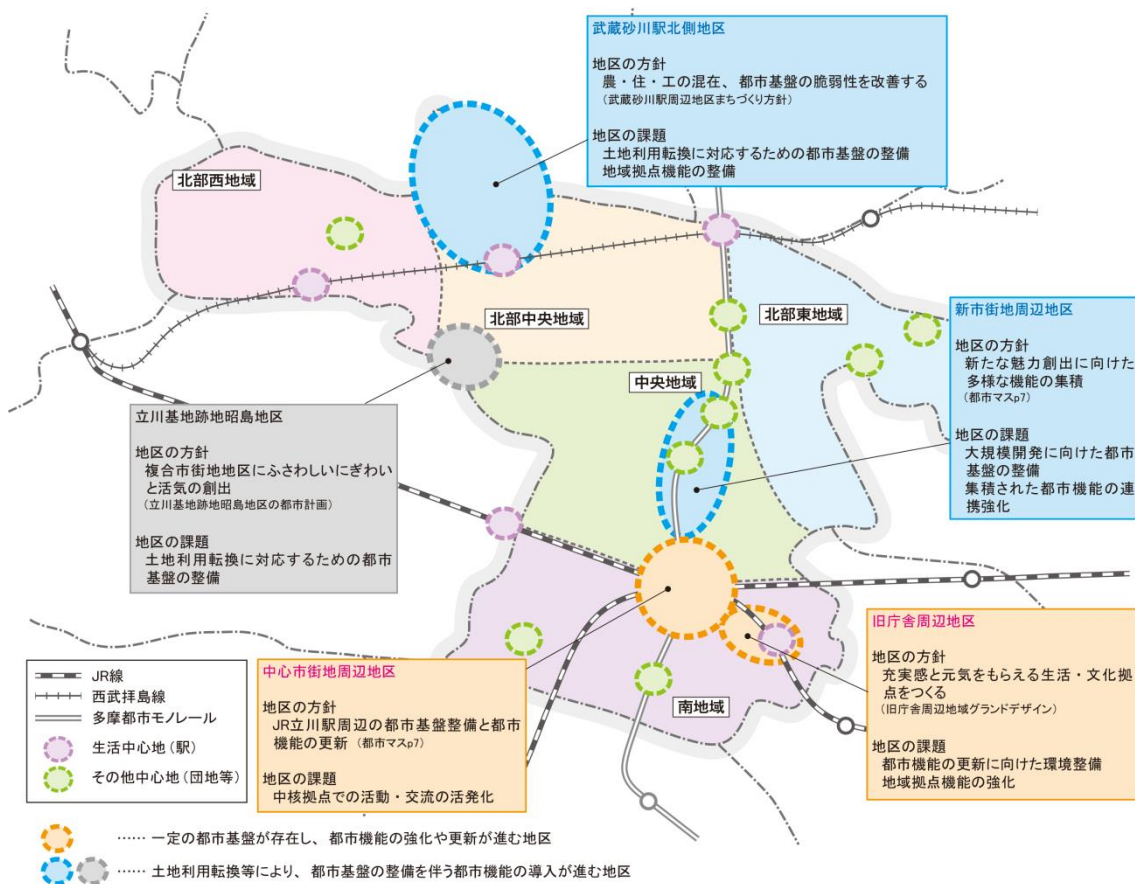 武蔵砂川駅北側地区
地区の方針
農・住・工の混在、都市基盤の脆弱性を改善する
（武蔵砂川駅周辺地区まちづくり方針）
地区の課題
土地利用転換に対応するための都市基盤の整備
地域拠点機能の整備
北部西地域
北部中央地域
北部東地域
中央地域
南地域
新市街地周辺地区
地区の方針
新たな魅力創出に向けた
多様な機能の集積
（都市マスp7）
地区の課題
大規模開発に向けた都市
基盤の整備
集積された都市機能の連
携強化
立川基地跡地昭島地区
地区の方針
複合市街地地区にふさわしいにぎわい
と活気の創出
（立川基地跡地昭島地区の都市計画）
地区の課題
土地利用転換に対応するための都市
基盤の整備
中心市街地周辺地区
地区の方針
JR立川駅周辺の都市基盤整備と都市
機能の更新（都市マスp7）
地区の課題
中核拠点での活動・交流の活発化
旧庁舎周辺地区
地区の方針
充実感と元気をもらえる生活・文化拠
点をつくる
（旧庁舎周辺地域グランドデザイン）
地区の課題
都市機能の更新に向けた環境整備
地域拠点機能の強化
JR線
西武拝島線
多摩都市モノレール
生活中心地（駅）
その他中心地（団地等）
…… 一定の都市基盤が存在し、都市機能の強化や更新が進む地区
…… 土地利用転換等により、都市基盤の整備を伴う都市機能の導入が進む地区